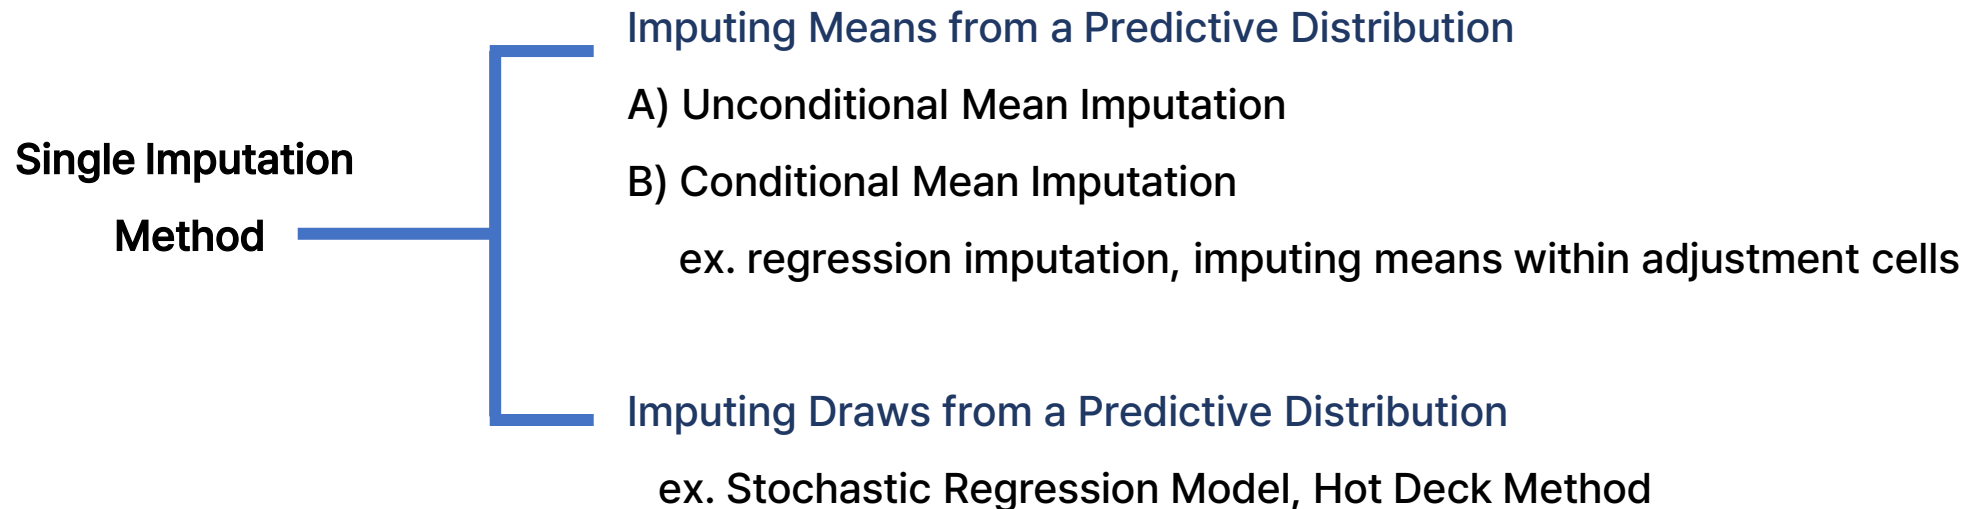 Single Imputation
Method
Imputing Means from a Predictive Distribution
A) Unconditional Mean Imputation
B) Conditional Mean Imputation
ex. regression imputation, imputing means within adjustment cells
Imputing Draws from a Predictive Distribution
ex. Stochastic Regression Model, Hot Deck Method